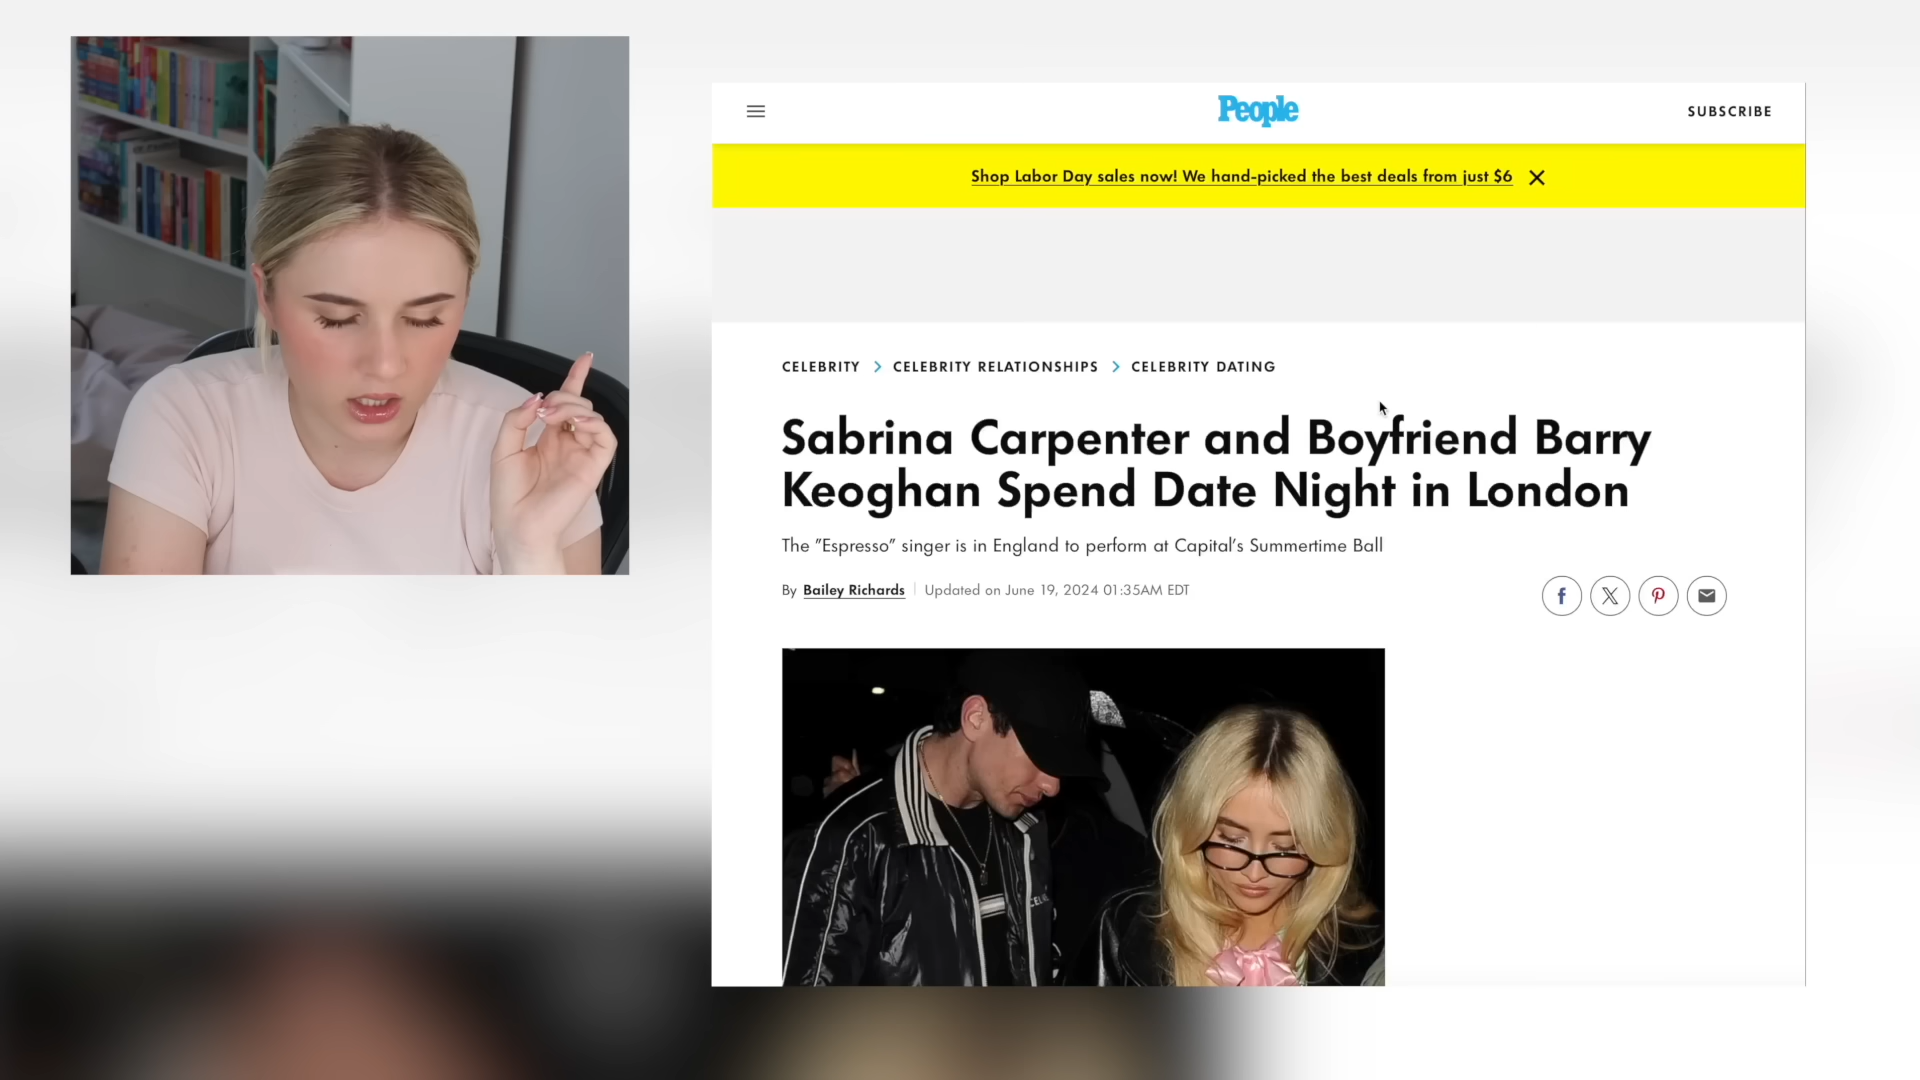 People
SUBSCRIBE
Shop Labor Day sales now! We hand-picked the best deals from just $6
CELEBRITY > CELEBRITY RELATIONSHIPS > CELEBRITY DATING
Sabrina Carpenter and Boyfriend Barry
Keoghan Spend Date Night in London
The "Espresso" singer is in England to perform at Capital's Summertime Ball
By Bailey Richards | Updated on June 19, 2024 01:35AM EDT